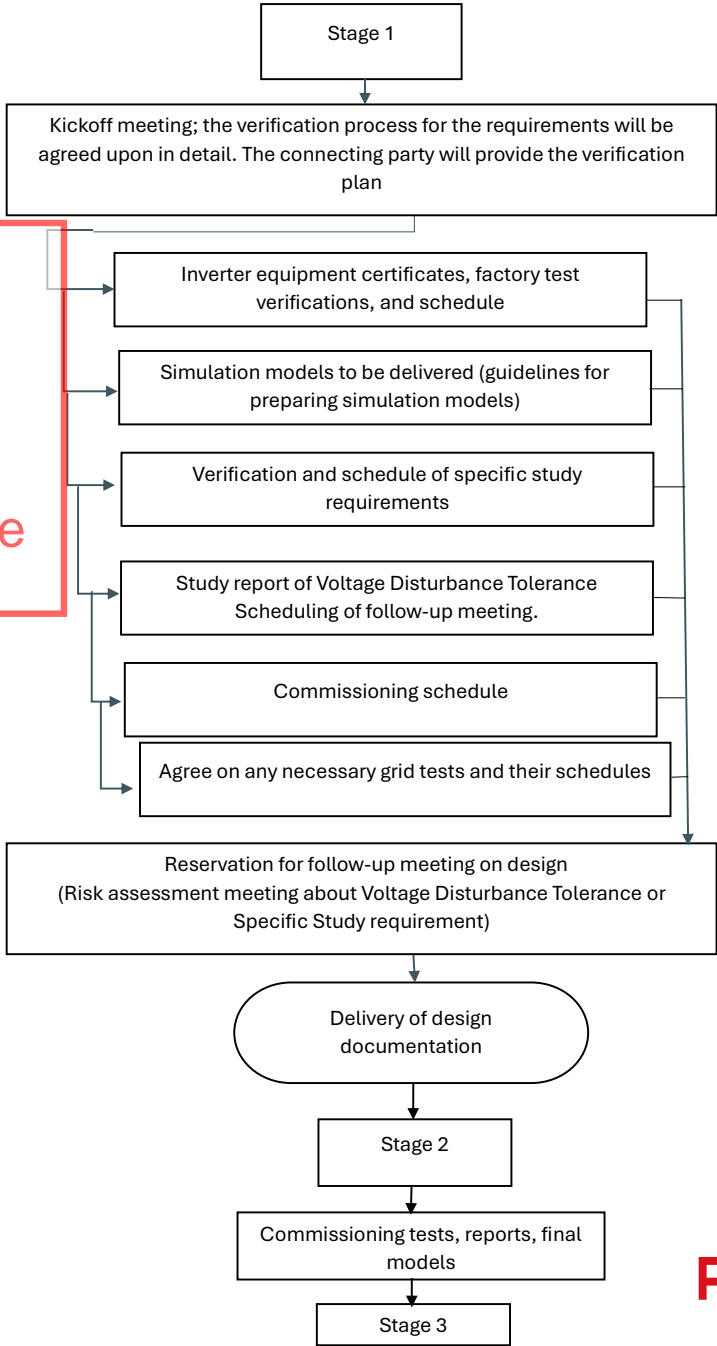 Stage 1
Kickoff meeting; the verification process for the requirements will be
agreed upon in detail. The connecting party will provide the verification
plan
Inverter equipment certificates, factory test
verifications, and schedule
Simulation models to be delivered (guidelines for
preparing simulation models)
Verification and schedule of specific study
requirements
e
Study report of Voltage Disturbance Tolerance
Scheduling of follow-up meeting.
Commissioning schedule
Agree on any necessary grid tests and their schedules
Reservation for follow-up meeting on design
(Risk assessment meeting about Voltage Disturbance Tolerance or
Specific Study requirement)
Delivery of design
documentation
Stage 2
Commissioning tests, reports, final
models
Stage 3